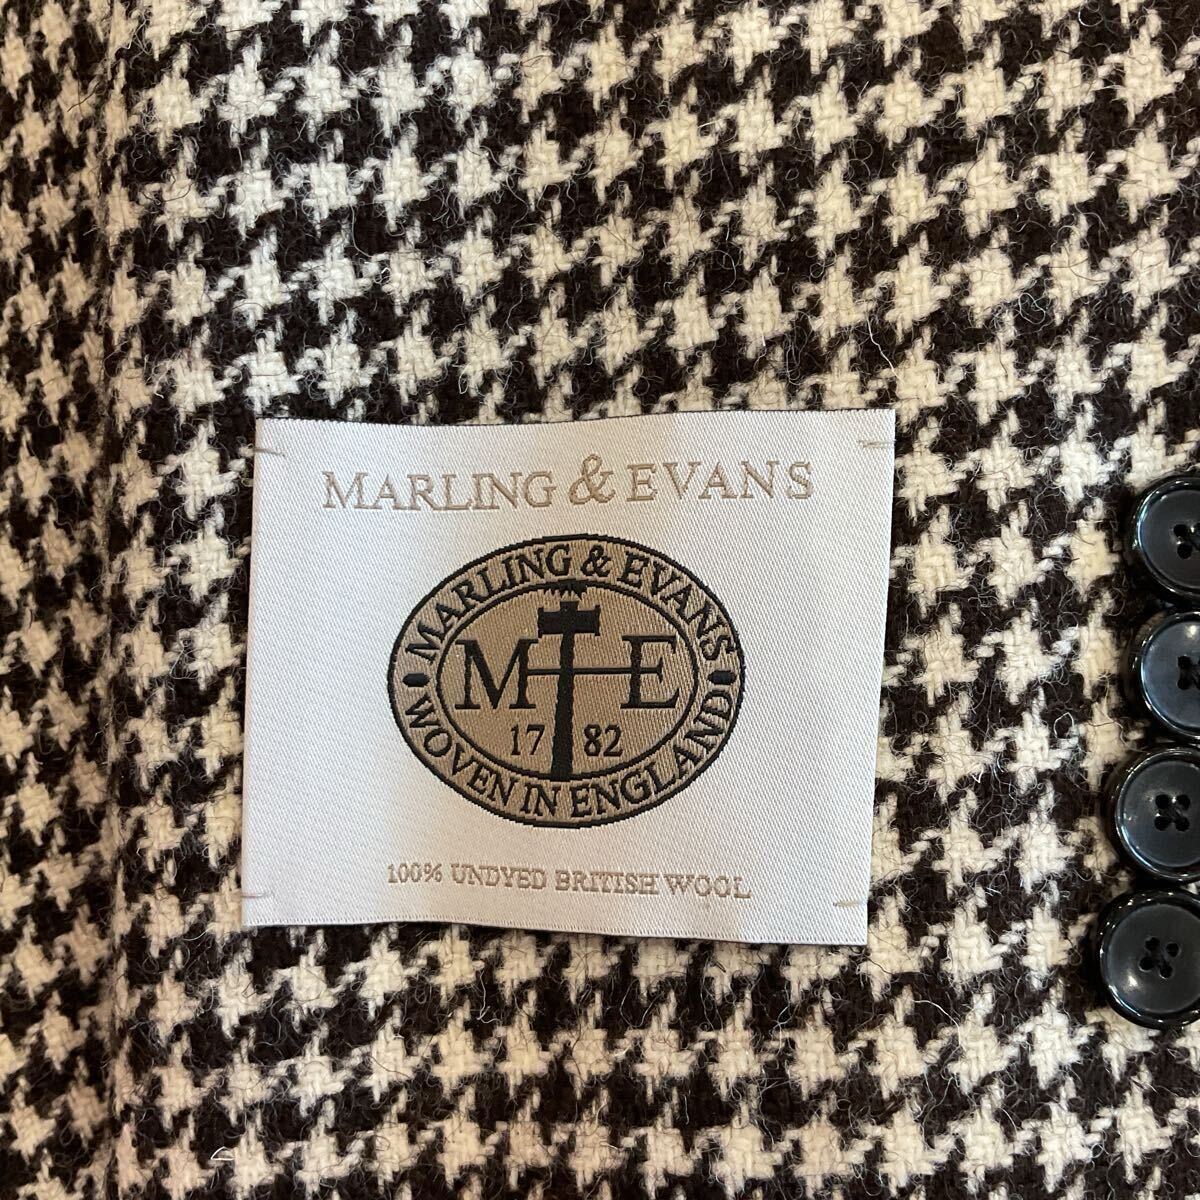 MARLING & EVANS
MARLING & EVANS
M E
17 82
WOVEN IN ENGLAND
100% UNDYED BRITISH WOOL